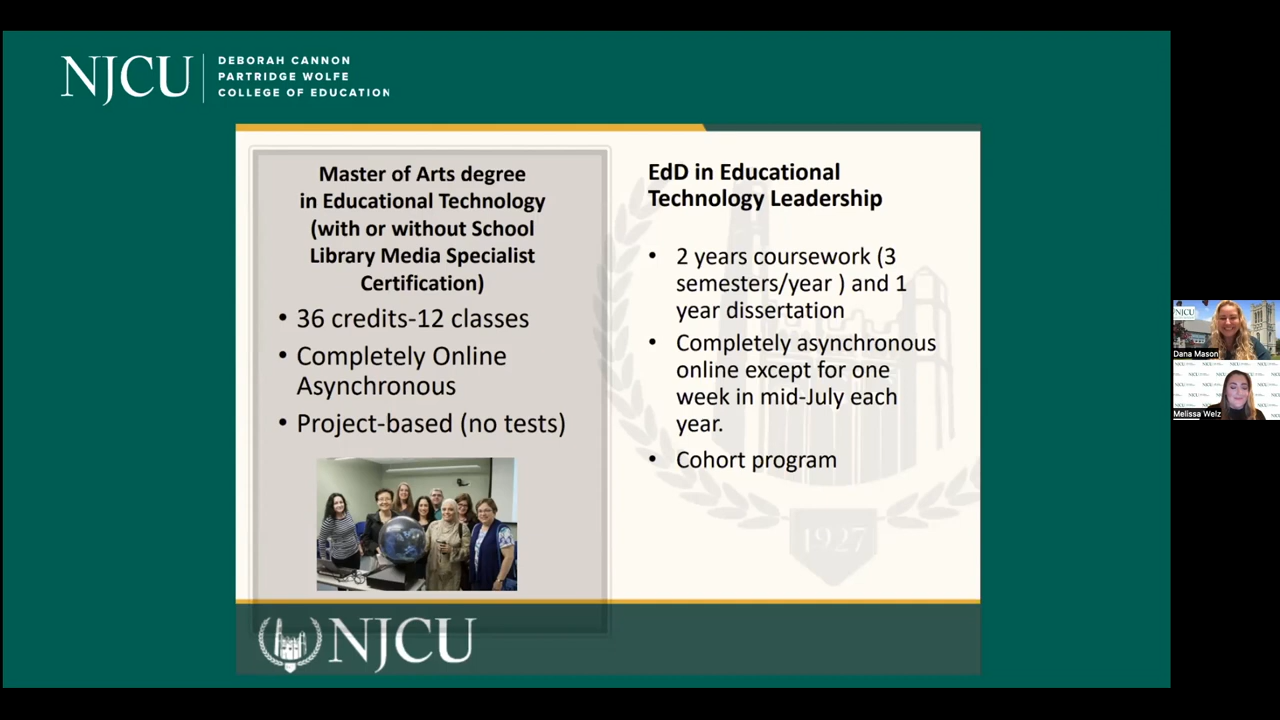 NJCU
DEBORAH CANNON
PARTRIDGE WOLFE
COLLEGE OF EDUCATION
Master of Arts degree
in Educational Technology
(with or without School
Library Media Specialist
Certification)
• 36 credits-12 classes
• Completely Online
Asynchronous
• Project-based (no tests)
EdD in Educational
Technology Leadership
• 2 years coursework (3
semesters/year ) and 1
year dissertation
• Completely asynchronous
online except for one
week in mid-July each
year.
• Cohort program
1927
NJCU
NJCU
Dana Mason
Melissa Welz